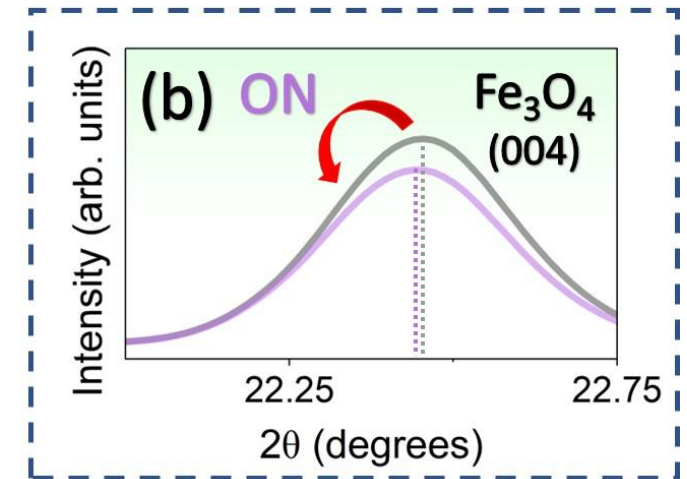 (b) ON Fe₃O₄
(004)
Intensity (arb. units)
22.25 22.75
2θ (degrees)